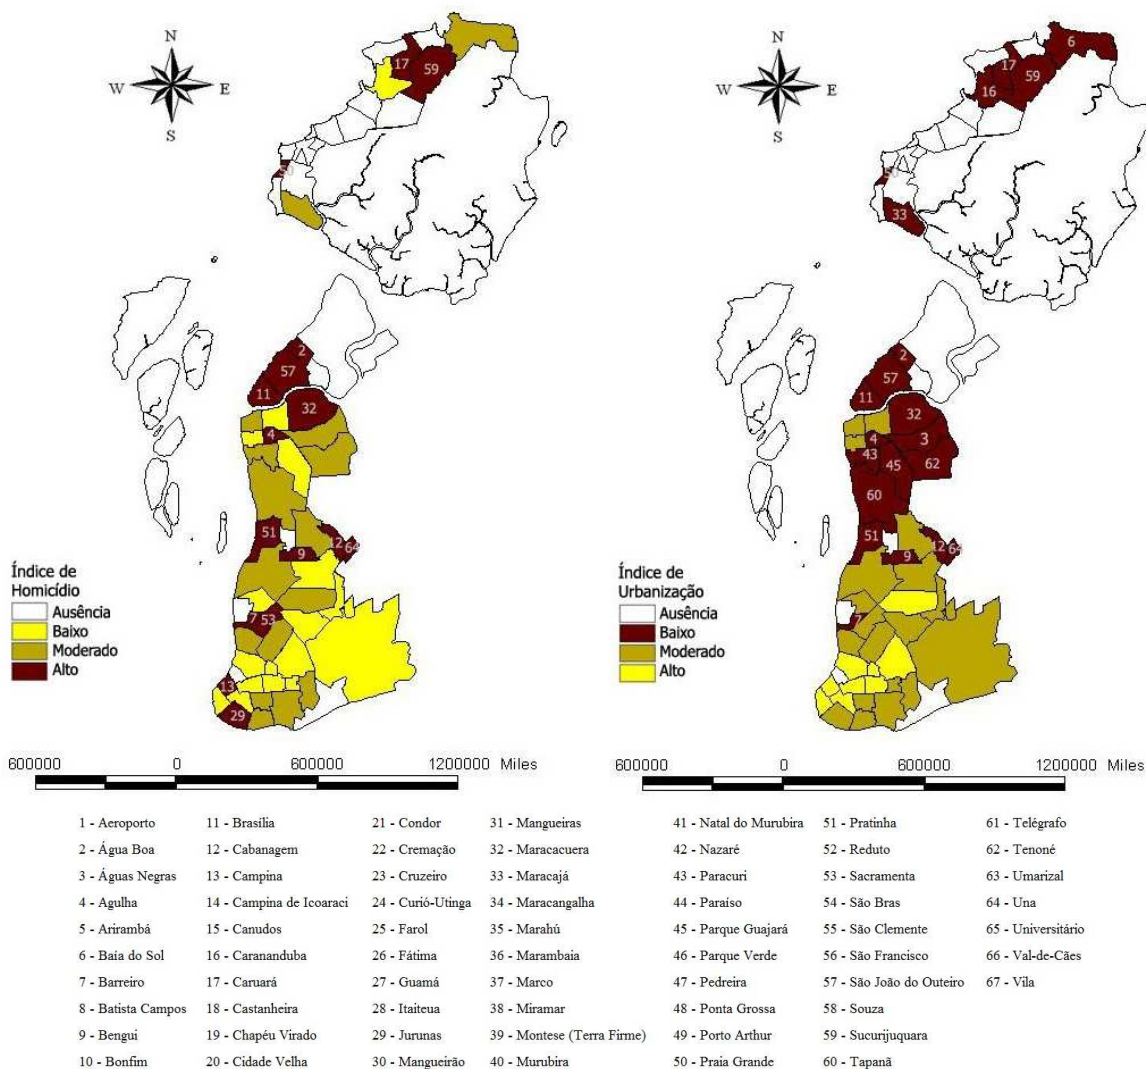 N
W E
S
17
59
50
2
57
11
32
4
51
12
64
9
7
53
13
29
Índice de
Homicídio
Ausência
Baixo
Moderado
Alto
600000 0 600000 1200000 Miles
N
W E
S
6
17
59
16
50
33
2
57
11
32
4
3
43
45
62
60
51
12
64
9
7
Índice de
Urbanização
Ausência
Baixo
Moderado
Alto
600000 0 600000 1200000 Miles
1 - Aeroporto 11 - Brasília 21 - Condor 31 - Mangueiras 41 - Natal do Murubira 51 - Pratinha 61 - Telégrafo
2 - Água Boa 12 - Cabanagem 22 - Cremação 32 - Maracacuera 42 - Nazaré 52 - Reduto 62 - Tenoné
3 - Águas Negras 13 - Campina 23 - Cruzeiro 33 - Maracajá 43 - Paracuri 53 - Sacramenta 63 - Umarizal
4 - Agulha 14 - Campina de Icoaraci 24 - Curió-Utinga 34 - Maracangalha 44 - Paraíso 54 - São Bras 64 - Una
5 - Arirambá 15 - Canudos 25 - Farol 35 - Marahú 45 - Parque Guajará 55 - São Clemente 65 - Universitário
6 - Baía do Sol 16 - Carananduba 26 - Fátima 36 - Marambaia 46 - Parque Verde 56 - São Francisco 66 - Val-de-Cães
7 - Barreiro 17 - Caruará 27 - Guamá 37 - Marco 47 - Pedreira 57 - São João do Outeiro 67 - Vila
8 - Batista Campos 18 - Castanheira 28 - Itaiteua 38 - Miramar 48 - Ponta Grossa 58 - Souza
9 - Bengui 19 - Chapéu Virado 29 - Jurunas 39 - Montese (Terra Firme) 49 - Porto Arthur 59 - Sucurijuquara
10 - Bonfim 20 - Cidade Velha 30 - Mangueirão 40 - Murubira 50 - Praia Grande 60 - Tapanã